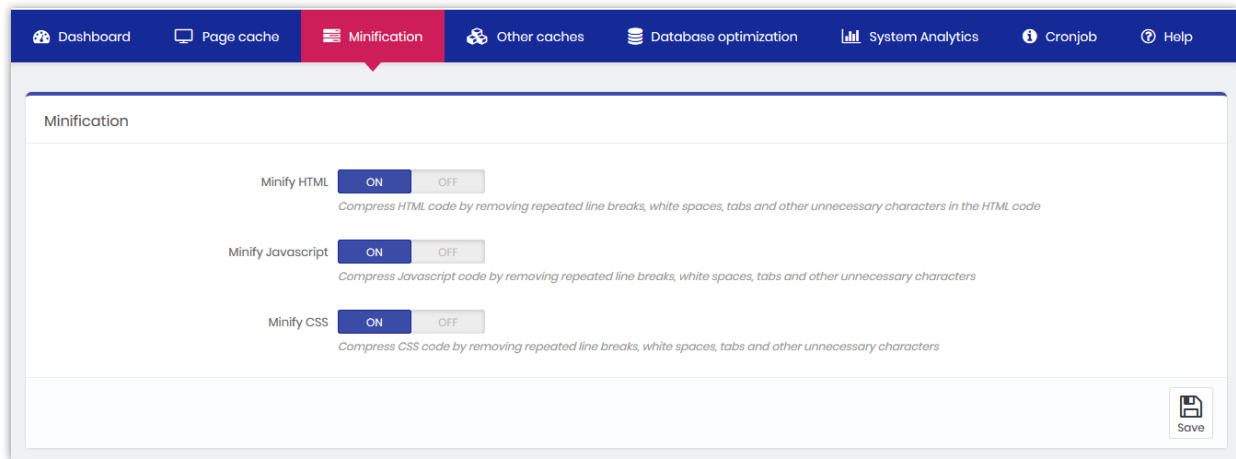 Dashboard Page cache Minification Other caches Database optimization System Analytics Cronjob Help
Minification
Minify HTML ON OFF
Compress HTML code by removing repeated line breaks, white spaces, tabs and other unnecessary characters in the HTML code
Minify Javascript ON OFF
Compress Javascript code by removing repeated line breaks, white spaces, tabs and other unnecessary characters
Minify CSS ON OFF
Compress CSS code by removing repeated line breaks, white spaces, tabs and other unnecessary characters
Save